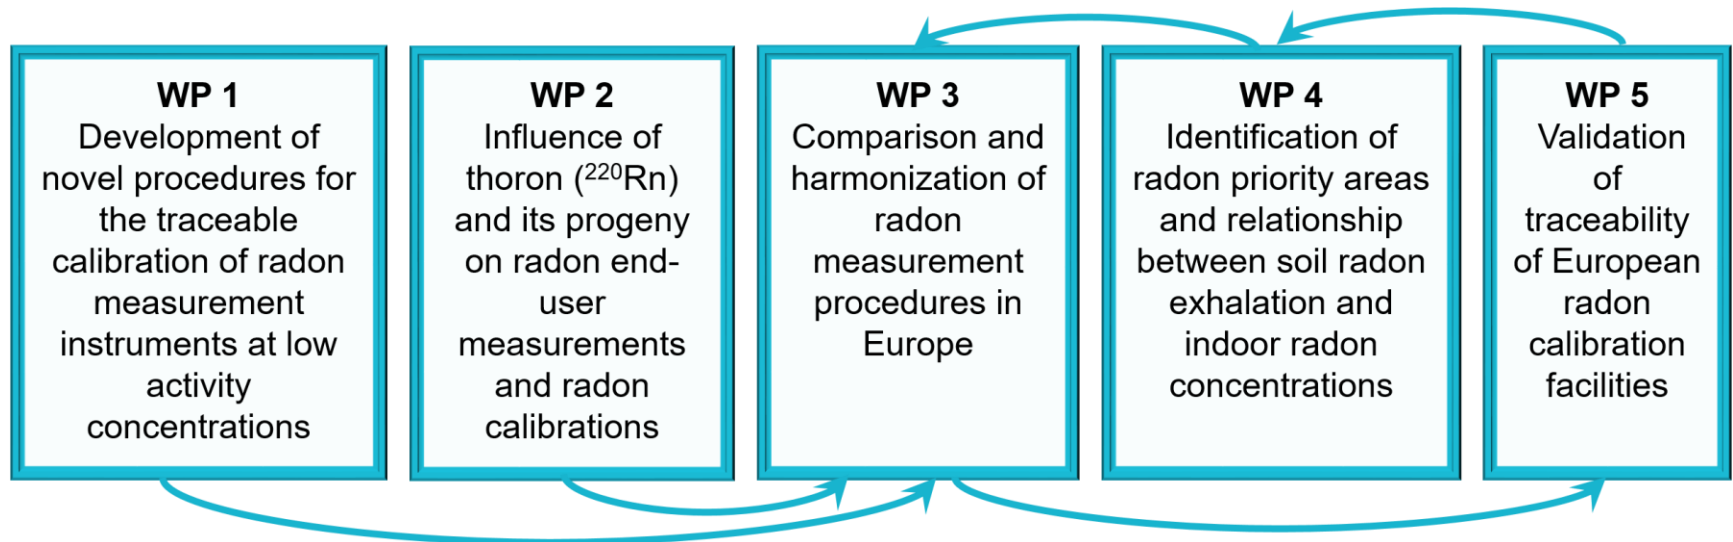 WP 1
Development of
novel procedures for
the traceable
calibration of radon
measurement
instruments at low
activity
concentrations
WP 2
Influence of
thoron (²²⁰Rn)
and its progeny
on radon end-
user
measurements
and radon
calibrations
WP 3
Comparison and
harmonization of
radon
measurement
procedures in
Europe
WP 4
Identification of
radon priority areas
and relationship
between soil radon
exhalation and
indoor radon
concentrations
WP 5
Validation
of
traceability
of European
radon
calibration
facilities